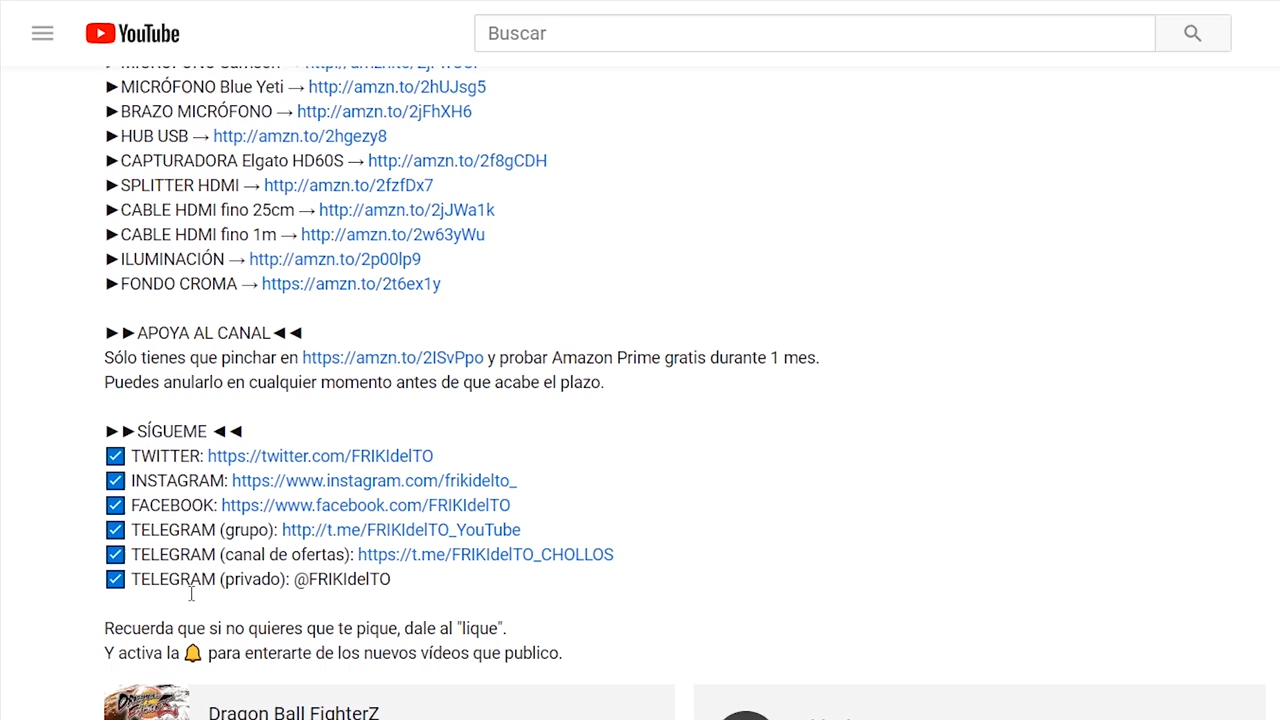 YouTube
Buscar
►MICRÓFONO Blue Yeti → http://amzn.to/2hUJsg5
►BRAZO MICRÓFONO → http://amzn.to/2jFhXH6
►HUB USB → http://amzn.to/2hgezy8
►CAPTURADORA Elgato HD60S → http://amzn.to/2f8gCDH
►SPLITTER HDMI → http://amzn.to/2fzfDx7
►CABLE HDMI fino 25cm → http://amzn.to/2jJWa1k
►CABLE HDMI fino 1m → http://amzn.to/2w63yWu
►ILUMINACIÓN → http://amzn.to/2p00lp9
►FONDO CROMA → https://amzn.to/2t6ex1y
►►APOYA AL CANAL◄◄
Sólo tienes que pinchar en https://amzn.to/2ISvPpo y probar Amazon Prime gratis durante 1 mes.
Puedes anularlo en cualquier momento antes de que acabe el plazo.
►►SÍGUEME ◄◄
☑ TWITTER: https://twitter.com/FRIKIdelTO
☑ INSTAGRAM: https://www.instagram.com/frikidelto_
☑ FACEBOOK: https://www.facebook.com/FRIKIdelTO
☑ TELEGRAM (grupo): http://t.me/FRIKIdelTO_YouTube
☑ TELEGRAM (canal de ofertas): https://t.me/FRIKIdelTO_CHOLLOS
☑ TELEGRAM (privado): @FRIKIdelTO
Recuerda que si no quieres que te pique, dale al "lique".
Y activa la 🔔 para enterarte de los nuevos vídeos que publico.
Dragon Ball FighterZ